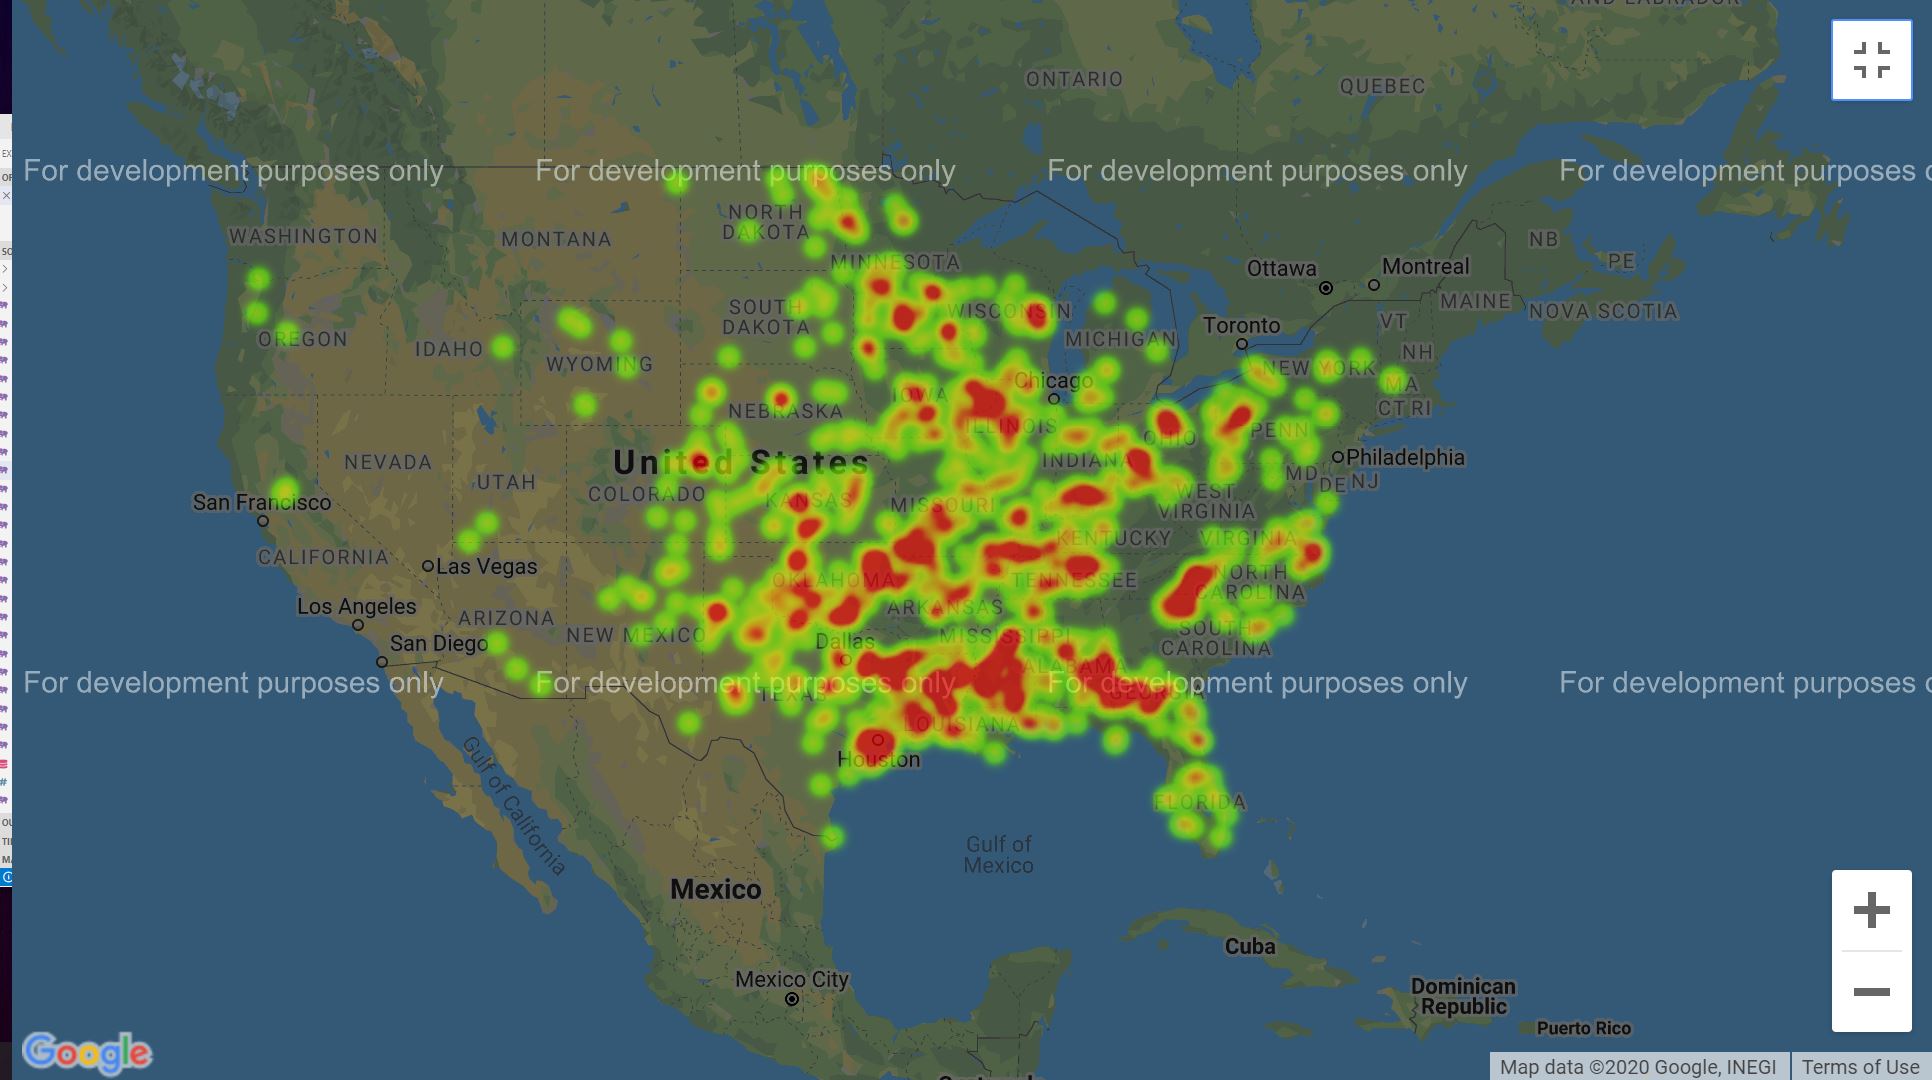 AND LABRADOR
ONTARIO
QUEBEC
For development purposes only
For development purposes only
For development purposes only
For development purposes o
NORTH
DAKOTA
WASHINGTON
MONTANA
NB
MINNESOTA
PE
Ottawa
Montreal
MAINE
NOVA SCOTIA
SOUTH
DAKOTA
WISCONSIN
VT
Toronto
OREGON
IDAHO
MICHIGAN
NH
WYOMING
NEW YORK
Chicago
MA
IOWA
CT RI
NEBRASKA
ILLINOIS
OHIO
PENN
United States
NEVADA
INDIANA
Philadelphia
UTAH
MD
DE
NJ
COLORADO
KANSAS
MISSOURI
WEST
VIRGINIA
San Francisco
KENTUCKY
VIRGINIA
CALIFORNIA
Las Vegas
OKLAHOMA
TENNESSEE
NORTH
CAROLINA
Los Angeles
ARIZONA
ARKANSAS
NEW MEXICO
San Diego
Dallas
MISSISSIPPI
SOUTH
CAROLINA
ALABAMA
For development purposes only
For development purposes only
For development purposes only
For development purposes o
TEXAS
GEORGIA
LOUISIANA
Houston
Gulf of California
FLORIDA
Gulf of
Mexico
Mexico
Cuba
Mexico City
Dominican
Republic
Puerto Rico
Google
Map data ©2020 Google, INEGI
Terms of Use